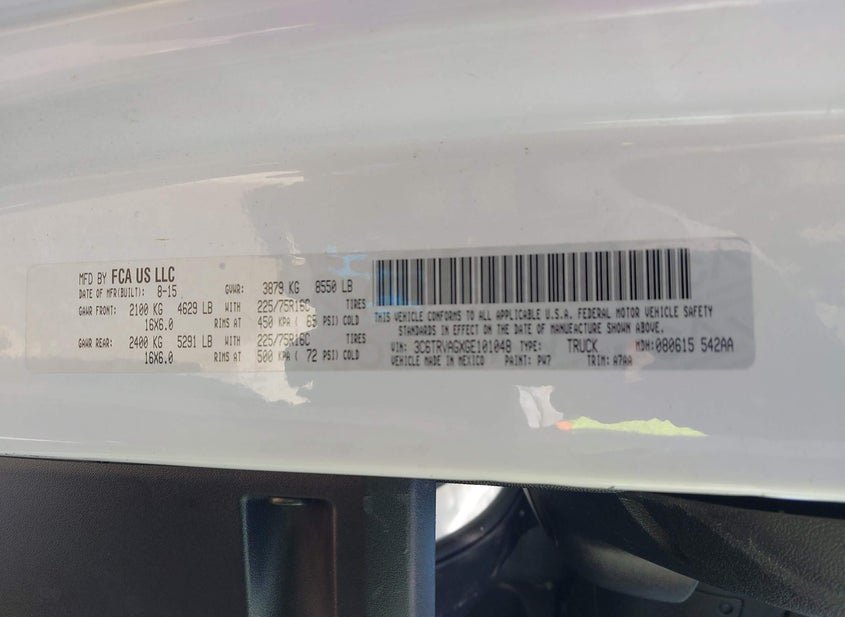 MFD BY FCA US LLC
DATE OF MFR(BUILT): 8-15 GVWR: 3879 KG 8550 LB
GAWR FRONT: 2100 KG 4629 LB WITH 225/75R16C TIRES
16X6.0 RIMS AT 450 KPA ( 65 PSI) COLD
GAWR REAR: 2400 KG 5291 LB WITH 225/75R16C TIRES
16X6.0 RIMS AT 500 KPA ( 72 PSI) COLD
THIS VEHICLE CONFORMS TO ALL APPLICABLE U.S.A. FEDERAL MOTOR VEHICLE SAFETY
STANDARDS IN EFFECT ON THE DATE OF MANUFACTURE SHOWN ABOVE.
VIN: 3C6TRVAGXGE101048 TYPE: TRUCK MDH:080615 542AA
VEHICLE MADE IN MEXICO PAINT: PW7 TRIM: A7AA